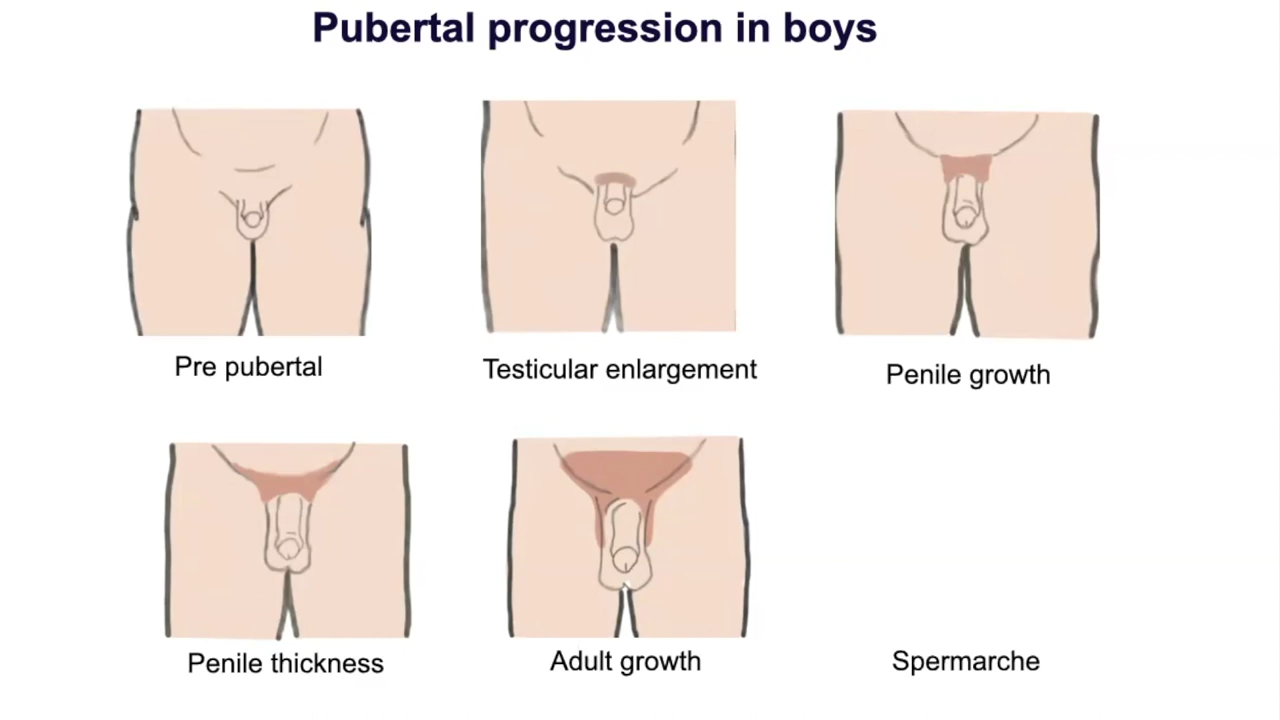 Pubertal progression in boys
Pre pubertal
Testicular enlargement
Penile growth
Penile thickness
Adult growth
Spermarche